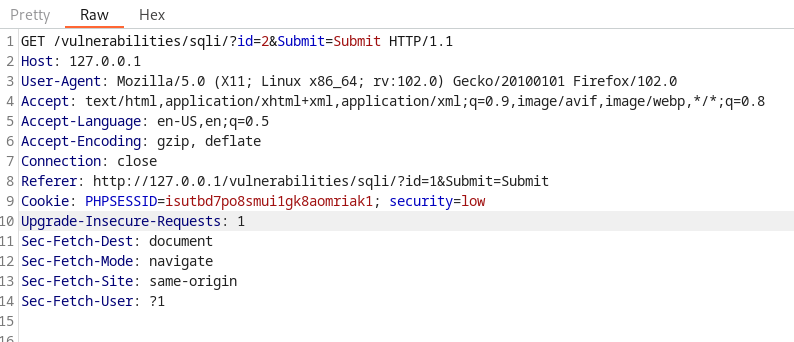 Pretty Raw Hex
1 GET /vulnerabilities/sqli/?id=2&Submit=Submit HTTP/1.1
2 Host: 127.0.0.1
3 User-Agent: Mozilla/5.0 (X11; Linux x86_64; rv:102.0) Gecko/20100101 Firefox/102.0
4 Accept: text/html,application/xhtml+xml,application/xml;q=0.9,image/avif,image/webp,*/*;q=0.8
5 Accept-Language: en-US,en;q=0.5
6 Accept-Encoding: gzip, deflate
7 Connection: close
8 Referer: http://127.0.0.1/vulnerabilities/sqli/?id=1&Submit=Submit
9 Cookie: PHPSESSID=isutbd7po8smui1gk8aomriak1; security=low
10 Upgrade-Insecure-Requests: 1
11 Sec-Fetch-Dest: document
12 Sec-Fetch-Mode: navigate
13 Sec-Fetch-Site: same-origin
14 Sec-Fetch-User: ?1
15
16